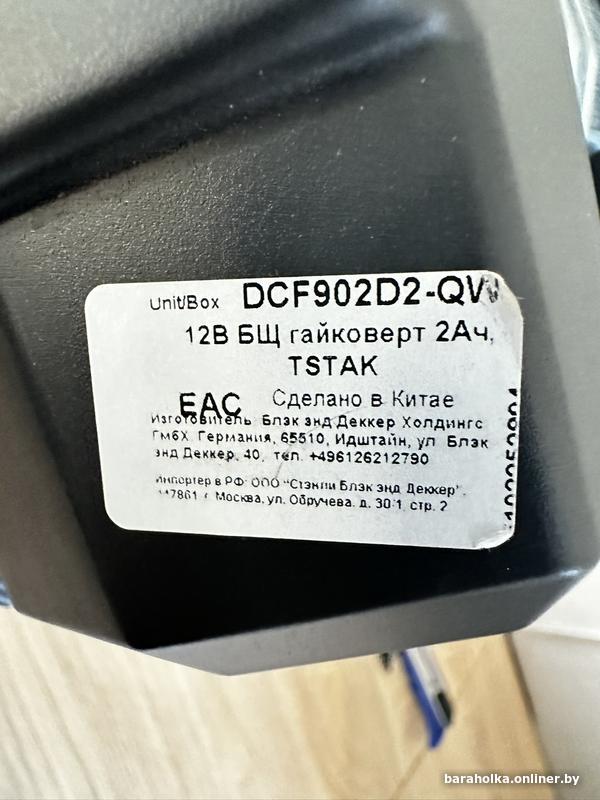 Unit/Box DCF902D2-QW
12В БЩ гайковерт 2Ач,
TSTAK
EAC Сделано в Китае
Изготовитель Блэк энд Деккер Холдингс
ГмбХ. Германия, 65510, Идштайн, ул Блэк
энд Деккер, 40, тел. +496126212790
Импортер в РФ: ООО "Стэнли Блэк энд Деккер",
117861 г Москва, ул. Обручева, д. 30/1, стр. 2
baraholka.onliner.by